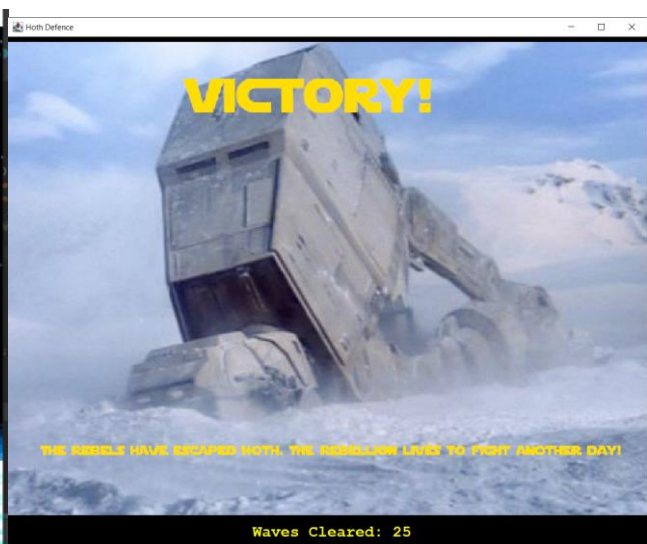 Hoth Defence
VICTORY!
THE REBELS HAVE ESCAPED HOTH. THE REBELLION LIVES TO FIGHT ANOTHER DAY!
Waves Cleared: 25